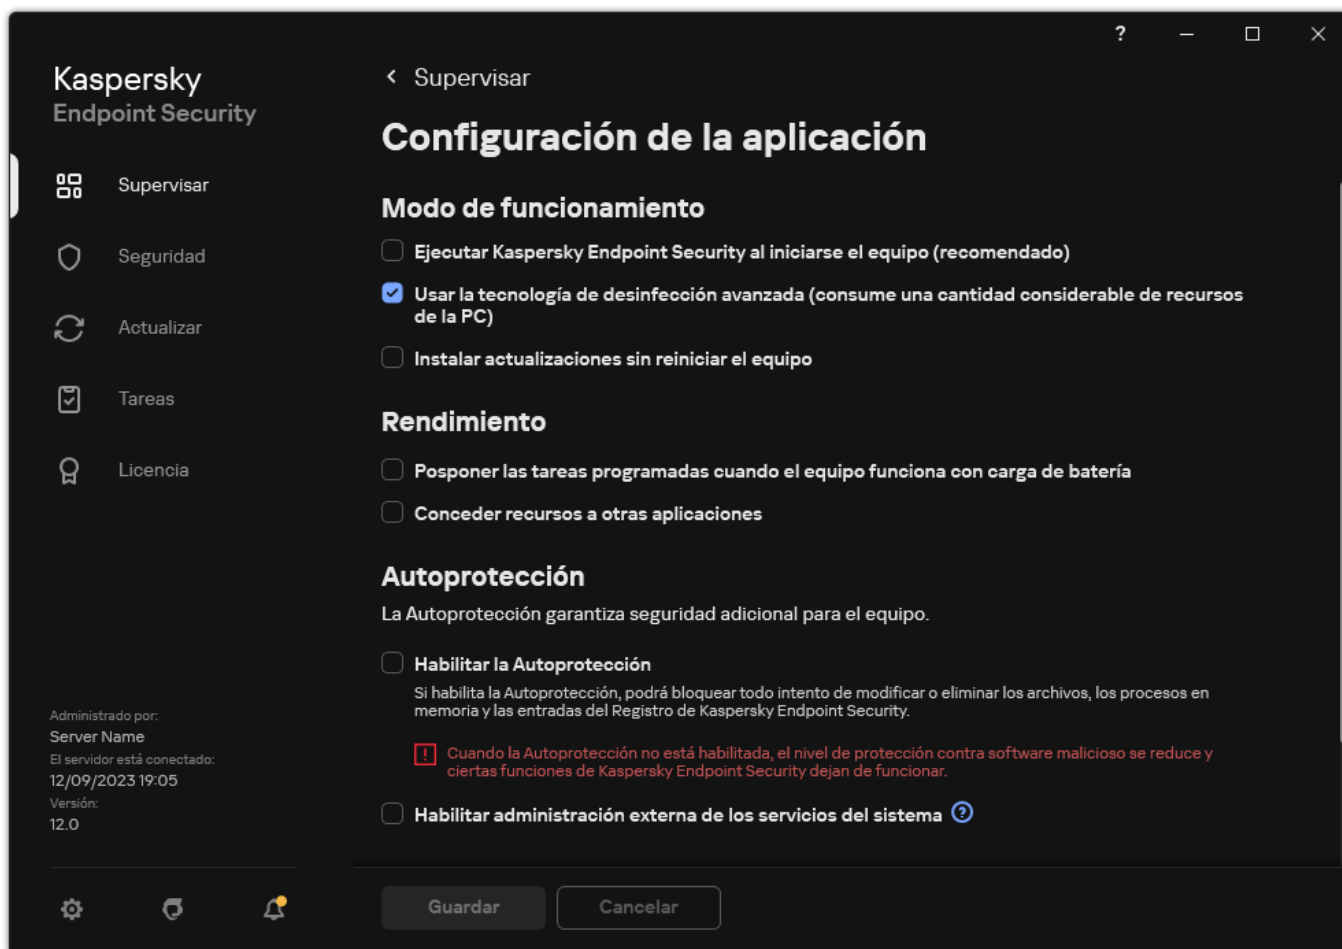 ?
Kaspersky
Endpoint Security
Supervisar
Seguridad
Actualizar
Tareas
Licencia
Administrado por:
Server Name
El servidor está conectado:
12/09/2023 19:05
Versión:
12.0
Supervisar
Configuración de la aplicación
Modo de funcionamiento
Ejecutar Kaspersky Endpoint Security al iniciarse el equipo (recomendado)
Usar la tecnología de desinfección avanzada (consume una cantidad considerable de recursos
de la PC)
Instalar actualizaciones sin reiniciar el equipo
Rendimiento
Posponer las tareas programadas cuando el equipo funciona con carga de batería
Conceder recursos a otras aplicaciones
Autoprotección
La Autoprotección garantiza seguridad adicional para el equipo.
Habilitar la Autoprotección
Si habilita la Autoprotección, podrá bloquear todo intento de modificar o eliminar los archivos, los procesos en
memoria y las entradas del Registro de Kaspersky Endpoint Security.
! Cuando la Autoprotección no está habilitada, el nivel de protección contra software malicioso se reduce y
ciertas funciones de Kaspersky Endpoint Security dejan de funcionar.
Habilitar administración externa de los servicios del sistema ?
Guardar
Cancelar